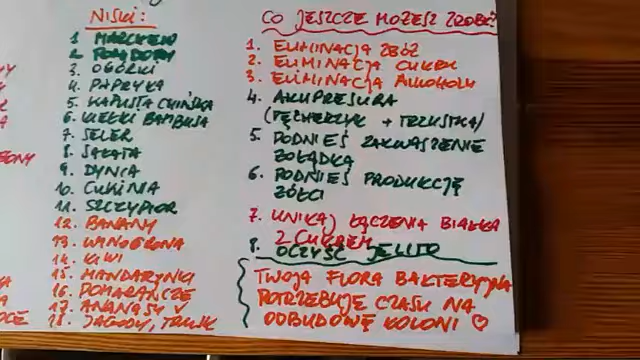 NISKI:
1 MARCHEW
2 POMIDORY
3. OGÓRKI
4. PAPRYKA
5. KAPUSTA CHIŃSKA
6. KIEŁKI BAMBUSA
7. SELER
8. SAŁATA
9. DYNIA
10. CUKINIA
11. SZCZYPIOR
12. BANANY
13. WINOGRONA
14. KIWI
15. MANDARYNKI
16. POMARAŃCZE
17. ANANASY
18. JAGODY, TRUSK
CO JESZCZE MOŻESZ ZROBIĆ?
1. ELIMINACJA ZBÓŻ
2. ELIMINACJA CUKRU
3. ELIMINACJA ALKOHOLU
4. AKUPRESURA
(PĘCHERZYK + TRZUSTKA)
5. PODNIEŚ ZAKWASZENIE
ŻOŁĄDKA
6. PODNIEŚ PRODUKCJĘ
ŻÓŁCI
7. UNIKAJ ŁĄCZENIA BIAŁKA
Z CUKREM
8. OCZYŚĆ JELITO
TWOJA FLORA BAKTERYJNA
POTRZEBUJE CZASU NA
ODBUDOWĘ KOLONI ♡